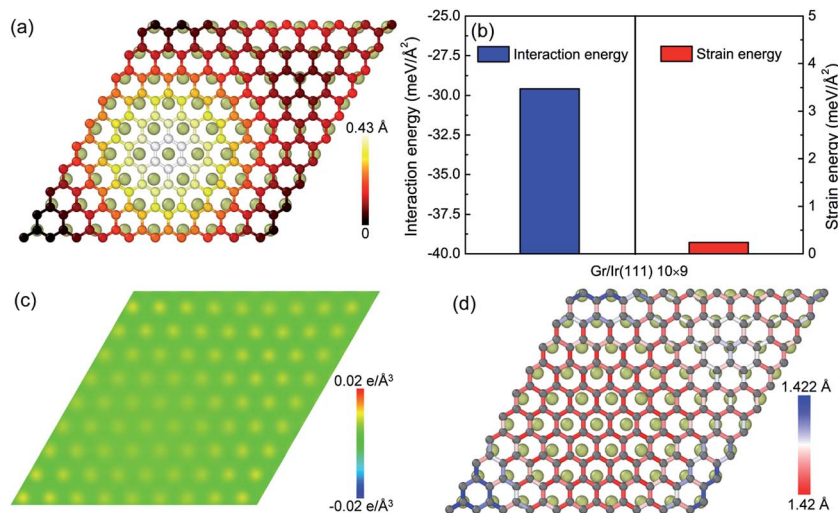 (a)
0.43 Å
0
(b)
Interaction energy (meV/Å²)
-25.0
-27.5
-30.0
-32.5
-35.0
-37.5
-40.0
Interaction energy
Strain energy
5
4
3
2
1
0
Strain energy (meV/Å²)
Gr/Ir(111) 10×9
(c)
0.02 e/Å³
-0.02 e/Å³
(d)
1.422 Å
1.42 Å